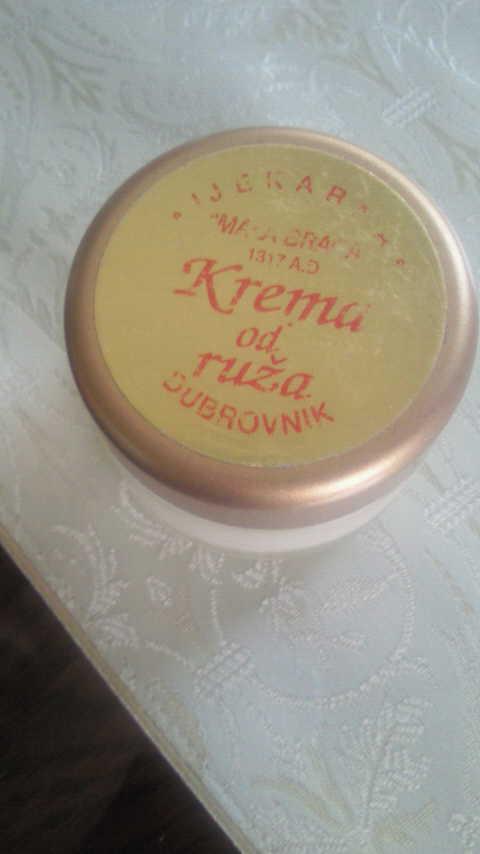 LJEKARNA
"MALA BRAĆA"
1317 A.D
Krema
od
ruža
DUBROVNIK